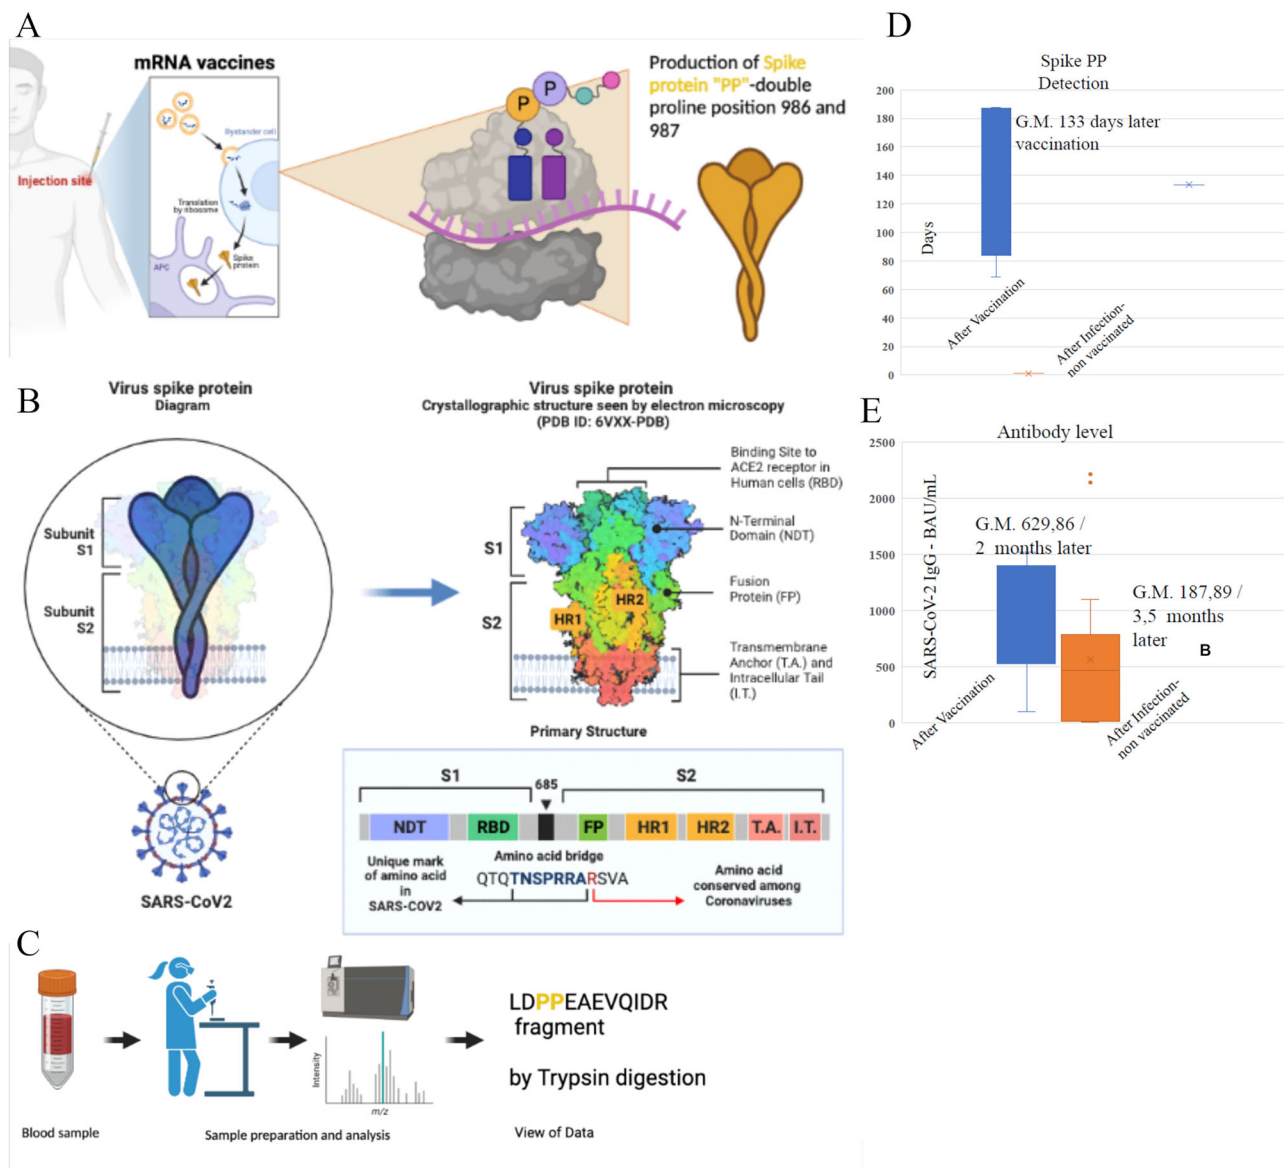 A
mRNA vaccines
Injection site
Bystander cell
Translation
by ribosome
Spike
protein
APC
P
P
Production of Spike
protein "PP"-double
proline position 986 and
987
B
Virus spike protein
Diagram
Subunit
S1
Subunit
S2
SARS-CoV2
Virus spike protein
Crystallographic structure seen by electron microscopy
(PDB ID: 6VXX-PDB)
S1
S2
HR1
HR2
Binding Site to
ACE2 receptor in
Human cells (RBD)
N-Terminal
Domain (NDT)
Fusion
Protein (FP)
Transmembrane
Anchor (T.A.) and
Intracellular Tail
(I.T.)
Primary Structure
S1
685
S2
NDT
RBD
FP
HR1
HR2
T.A.
I.T.
Unique mark
of amino acid
in
SARS-COV2
Amino acid bridge
QTQTNSPRRARSVA
Amino acid
conserved among
Coronaviruses
C
Blood sample
Intensity
m/z
Sample preparation and analysis
LDPPEAEVQIDR
fragment
by Trypsin digestion
View of Data
D
Spike PP
Detection
200
180
160
140
120
100
80
60
40
20
0
Days
G.M. 133 days later
vaccination
After Vaccination
After Infection-
non vaccinated
E
Antibody level
2500
2000
1500
1000
500
0
SARS-CoV-2 IgG - BAU/mL
G.M. 629,86 /
2 months later
G.M. 187,89 /
3,5 months
later
B
After Vaccination
After Infection-
non vaccinated